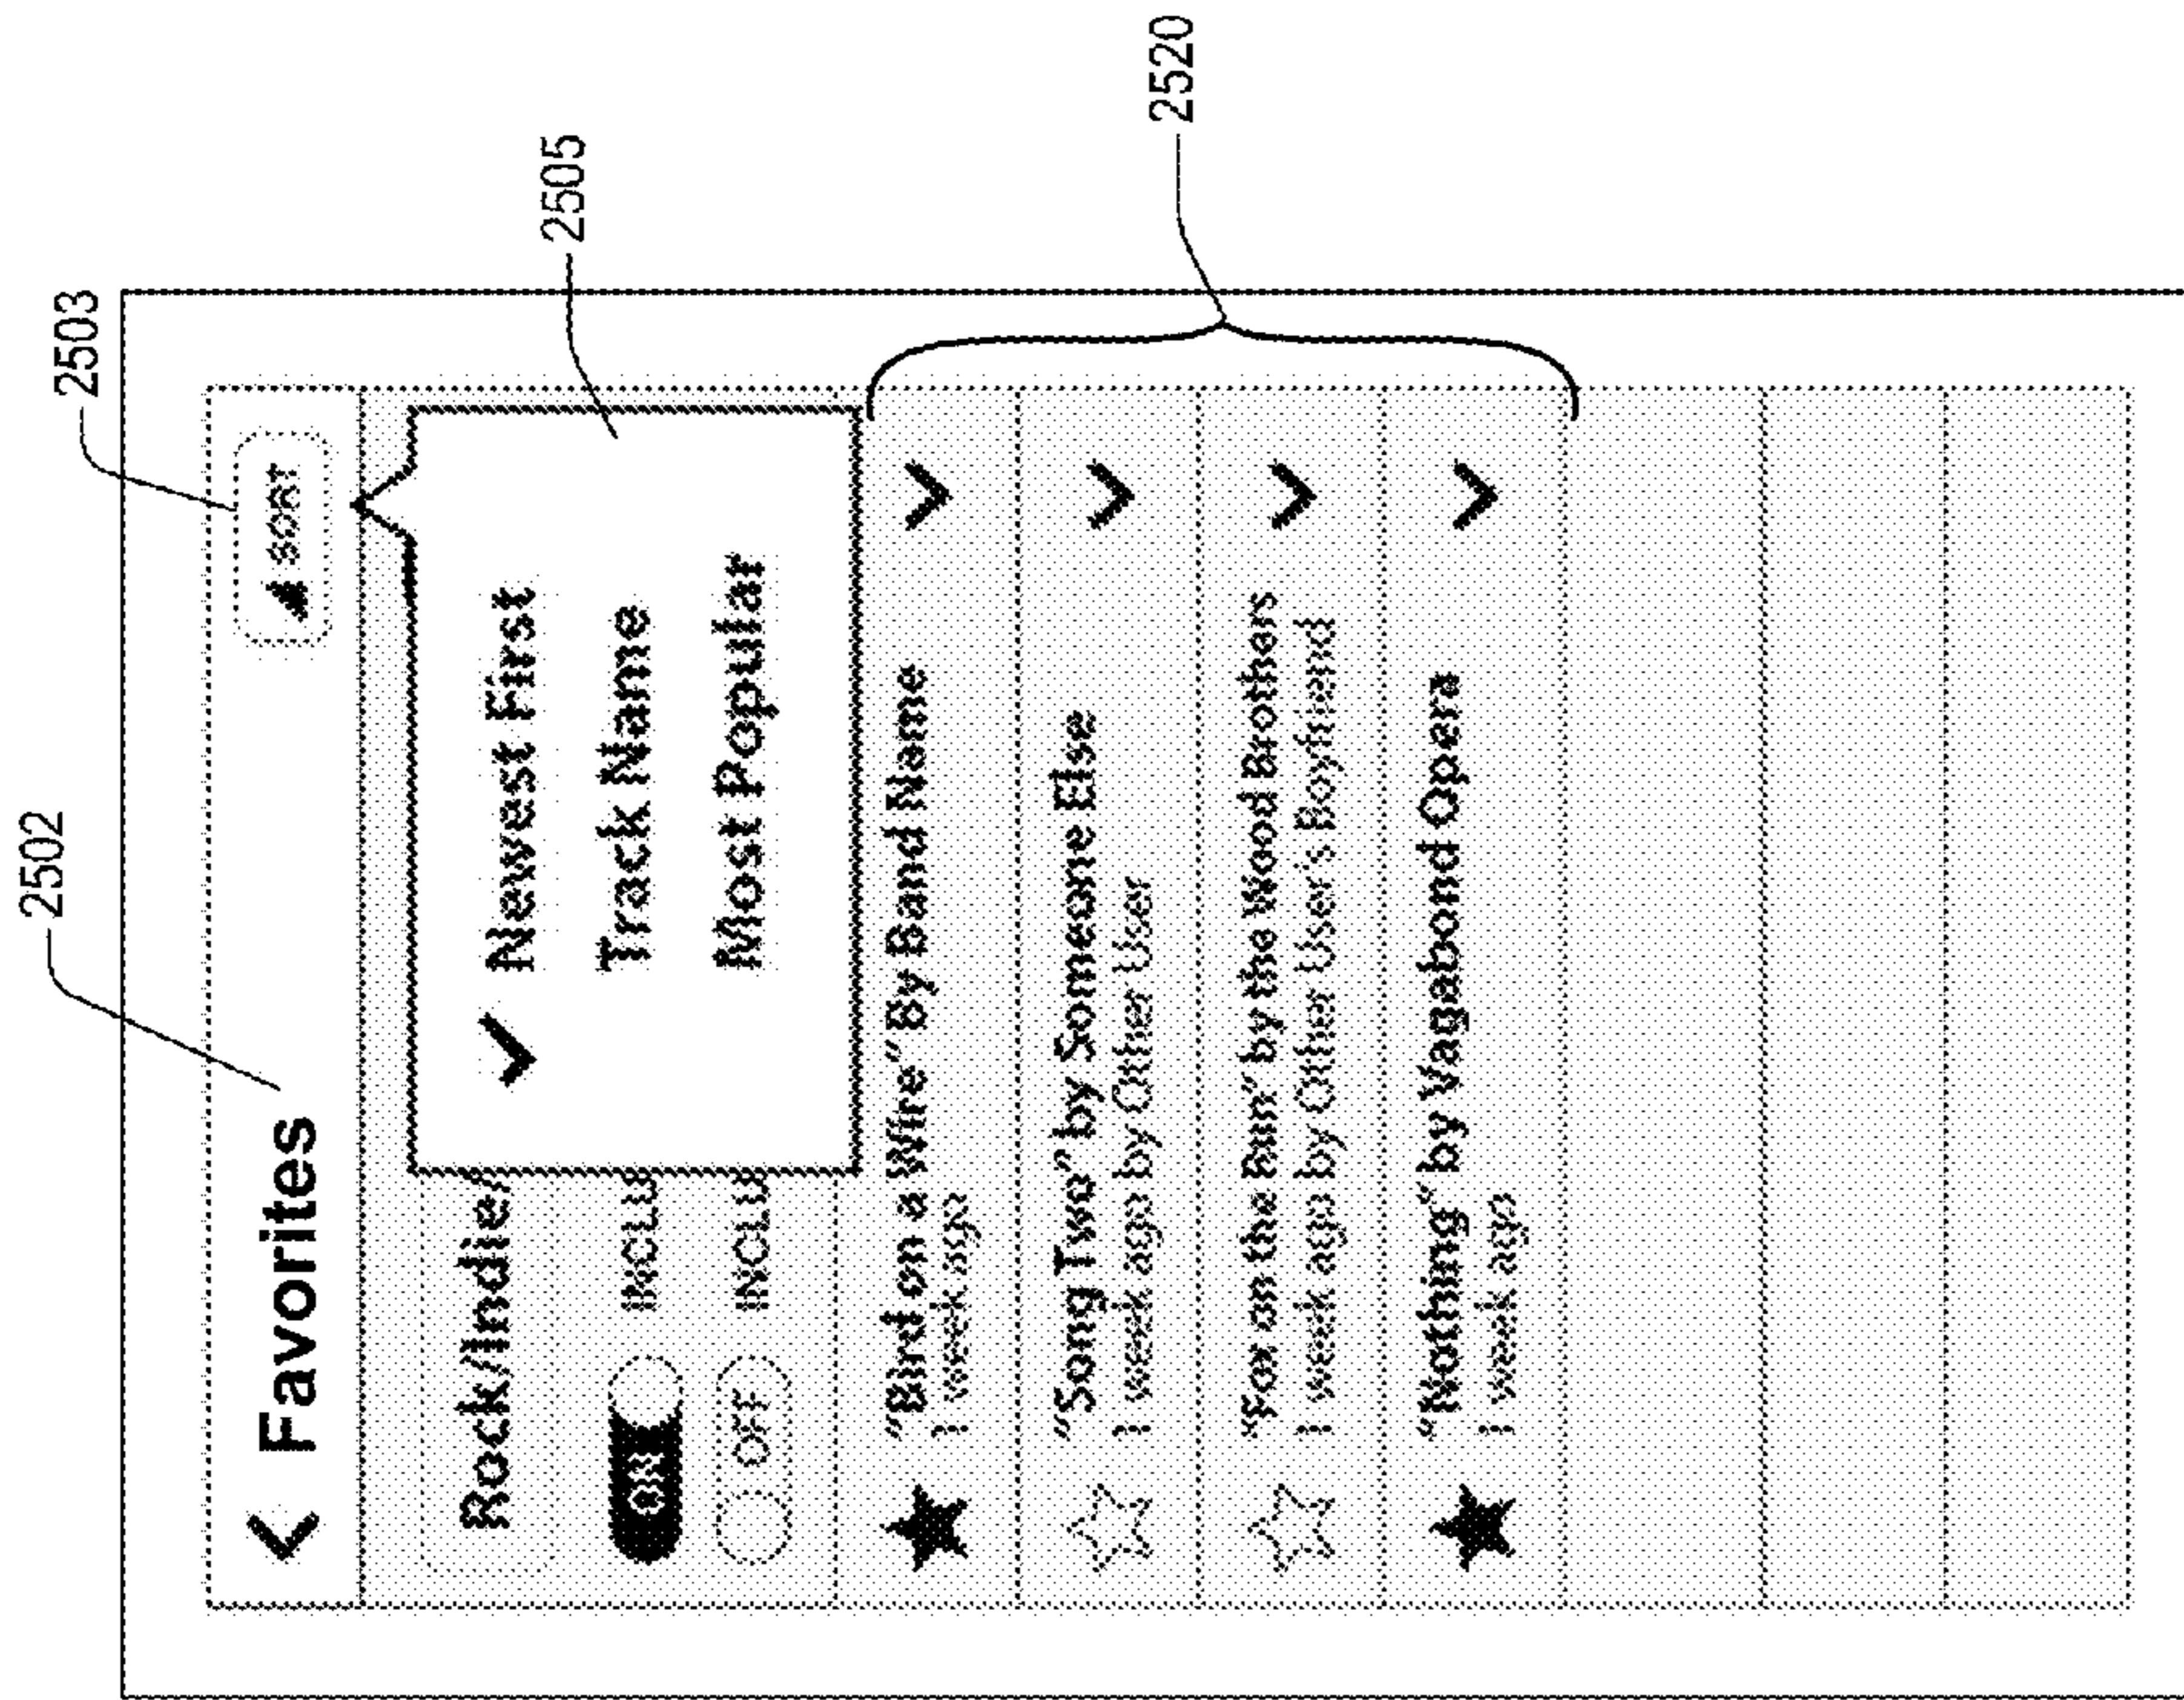 2502
2503
Favorites
SORT
2505
Rock/Indie/
Newest First
ON
INCLU
Track Name
OFF
INCLU
Most Popular
2520
"Bird on a Wire" By Band Name
1 week ago
"Song Two" by Someone Else
1 week ago by Other User
"Fox on the Run" by the Wood Brothers
1 week ago by Other User's Boyfriend
"Nothing" by Vagabond Opera
1 week ago